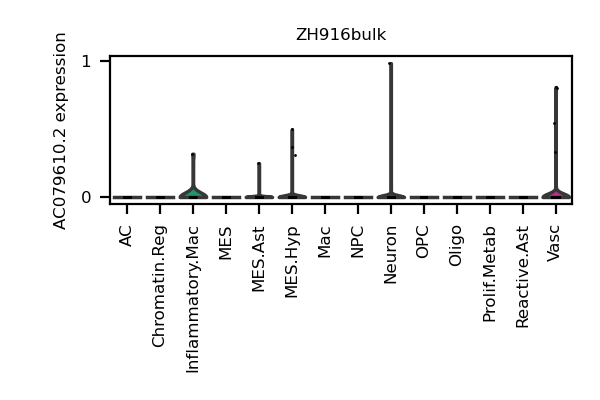 ZH916bulk
AC079610.2 expression
1
0
AC
Chromatin.Reg
Inflammatory.Mac
MES
MES.Ast
MES.Hyp
Mac
NPC
Neuron
OPC
Oligo
Prolif.Metab
Reactive.Ast
Vasc